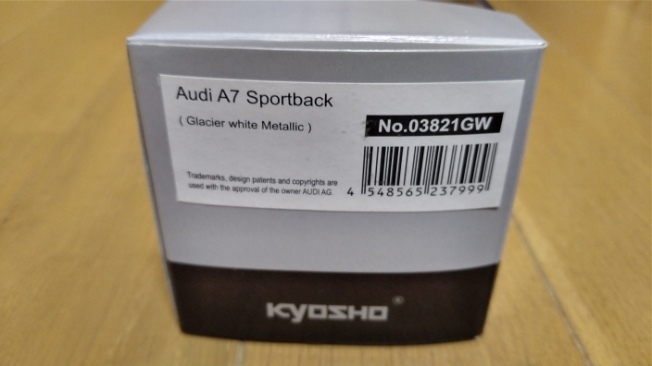 Audi A7 Sportback
( Glacier white Metallic )
No.03821GW
Trademarks, design patents and copyrights are
used with the approval of the owner AUDI AG.
4 548565 237999
KYOSHO ®